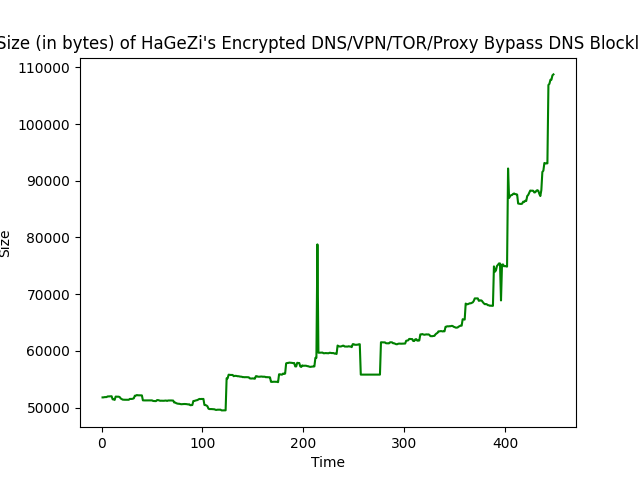 Size (in bytes) of HaGeZi's Encrypted DNS/VPN/TOR/Proxy Bypass DNS Blockl
110000
100000
90000
80000
70000
60000
50000
Size
0 100 200 300 400
Time